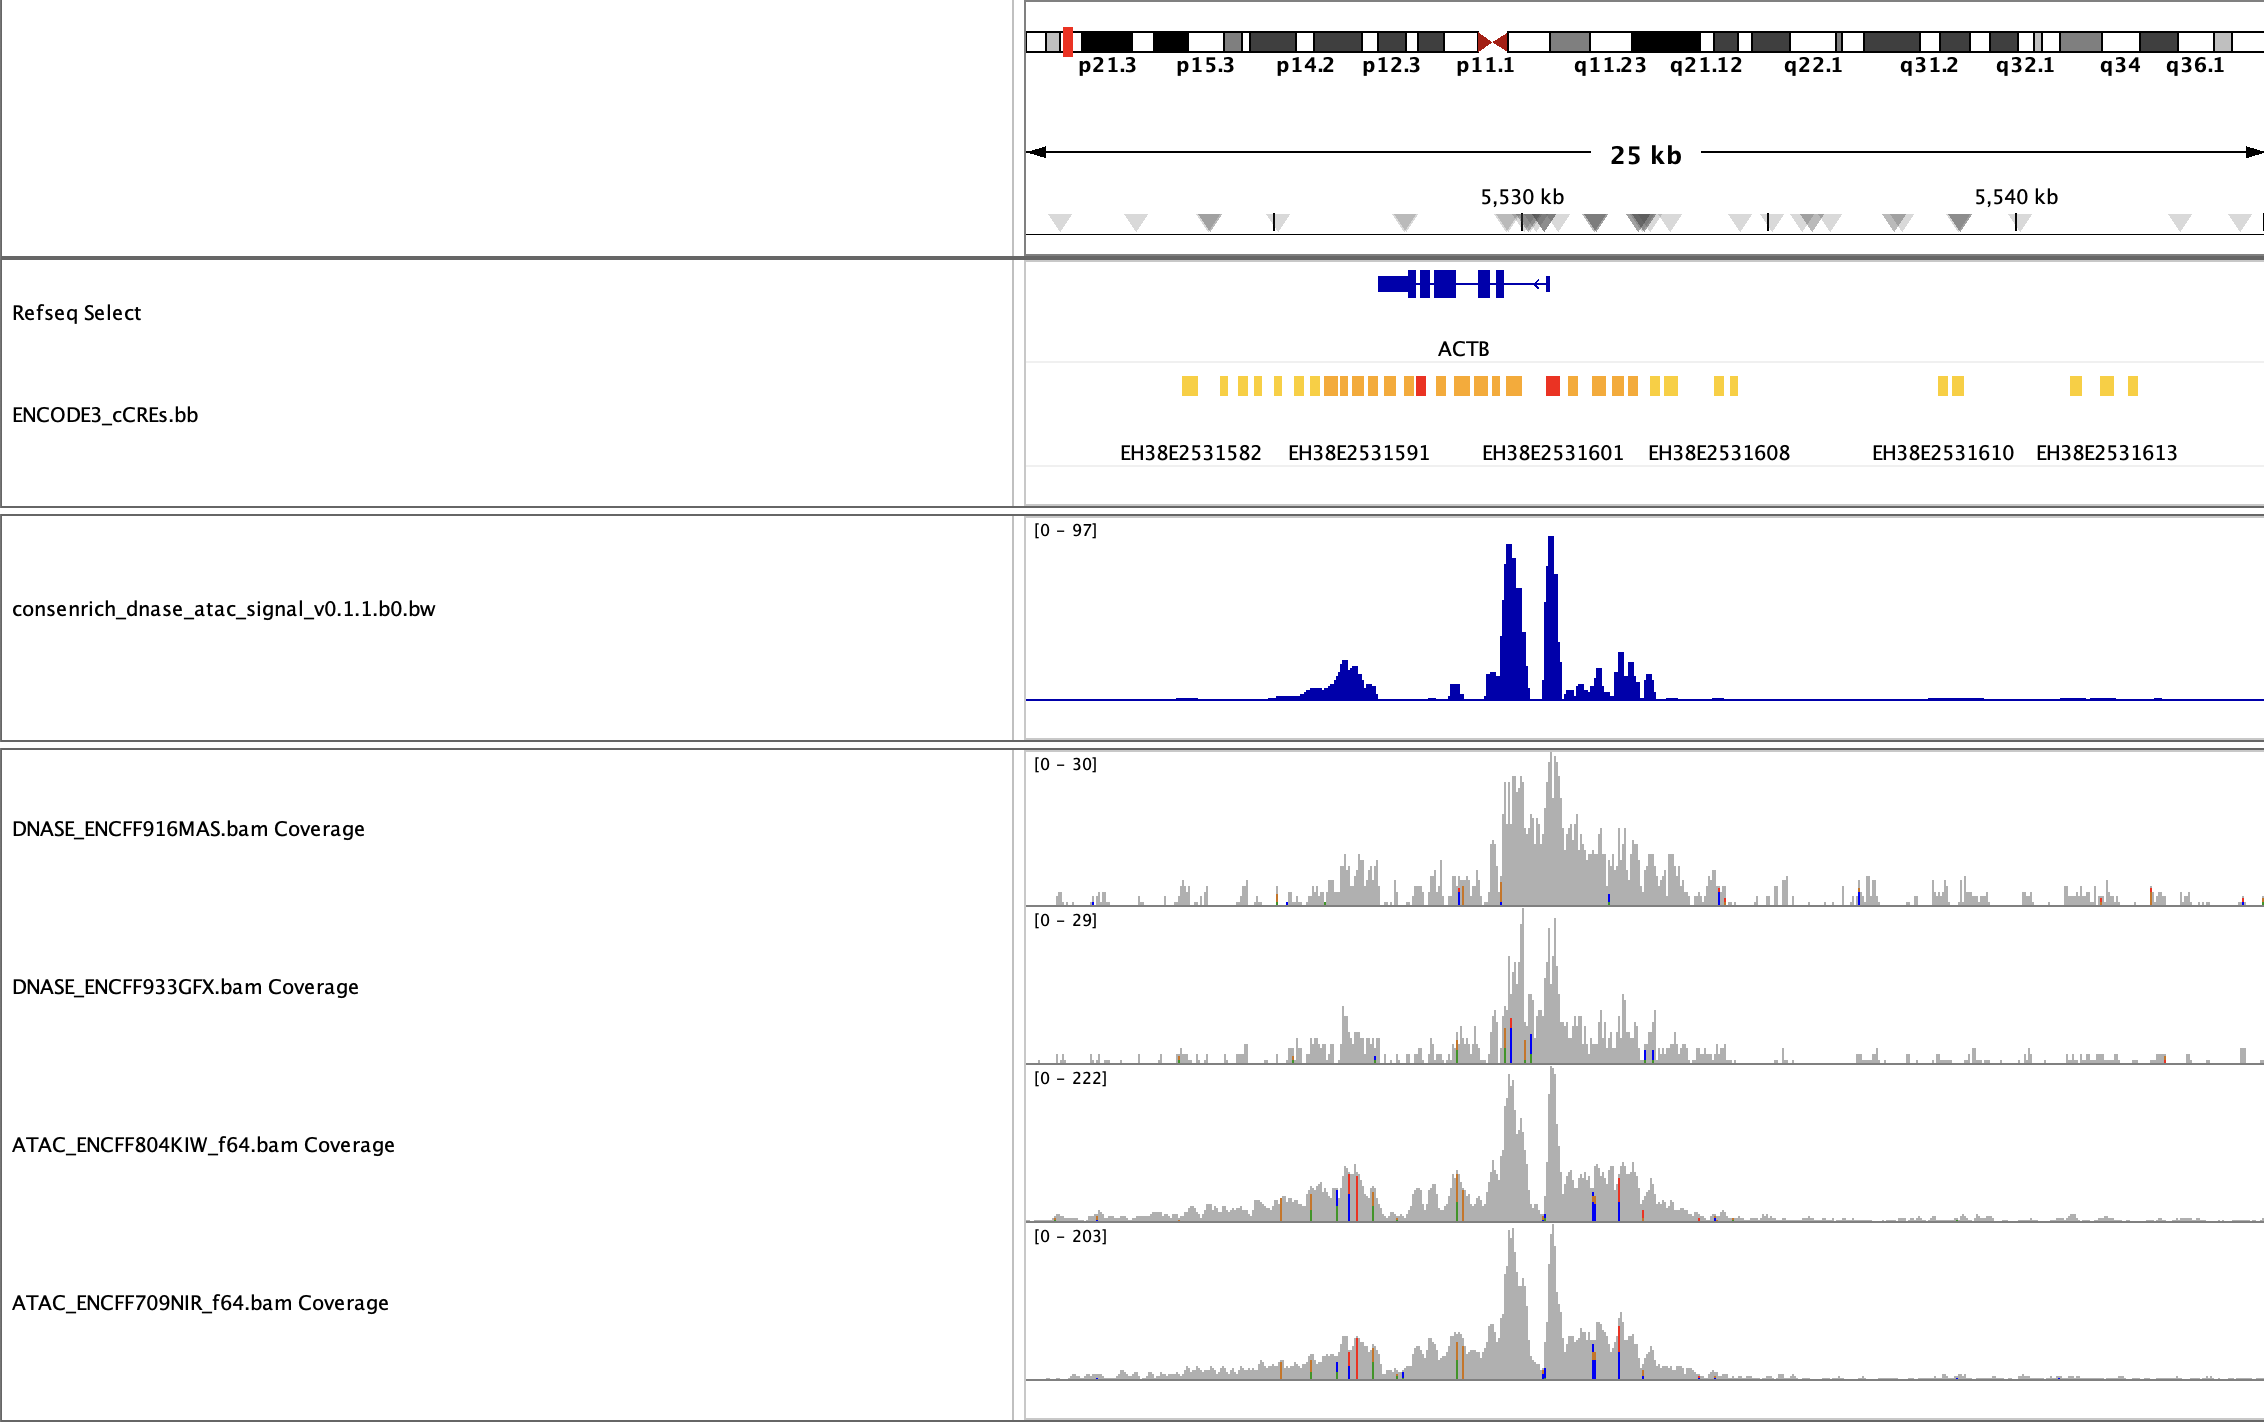 p21.3 p15.3 p14.2 p12.3 p11.1 q11.23 q21.12 q22.1 q31.2 q32.1 q34 q36.1
25 kb
5,530 kb 5,540 kb
Refseq Select
ACTB
ENCODE3_cCREs.bb
EH38E2531582 EH38E2531591 EH38E2531601 EH38E2531608 EH38E2531610 EH38E2531613
[0 - 97]
consenrich_dnase_atac_signal_v0.1.1.b0.bw
[0 - 30]
DNASE_ENCFF916MAS.bam Coverage
[0 - 29]
DNASE_ENCFF933GFX.bam Coverage
[0 - 222]
ATAC_ENCFF804KIW_f64.bam Coverage
[0 - 203]
ATAC_ENCFF709NIR_f64.bam Coverage